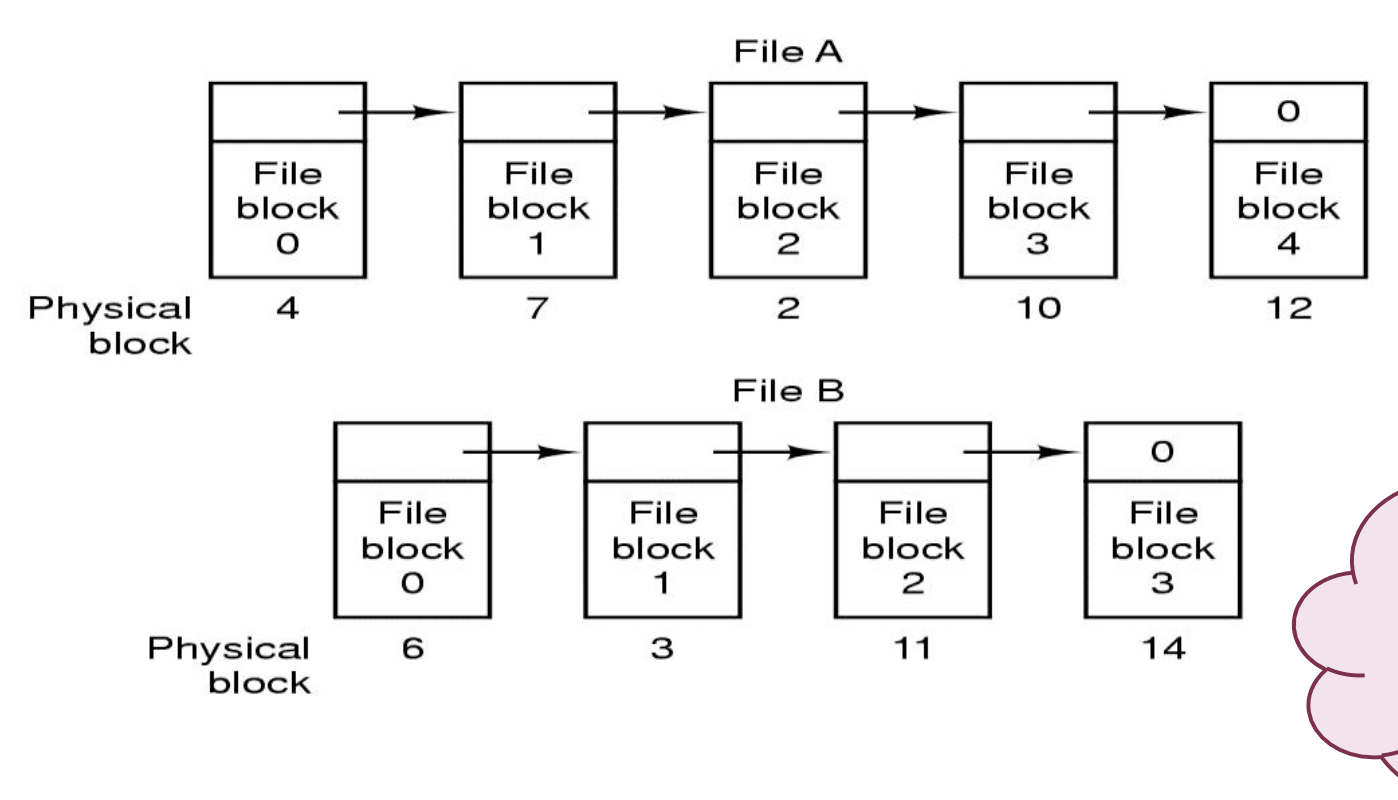 File A
0
File
block
0
File
block
1
File
block
2
File
block
3
File
block
4
Physical
block
4 7 2 10 12
File B
0
File
block
0
File
block
1
File
block
2
File
block
3
Physical
block
6 3 11 14